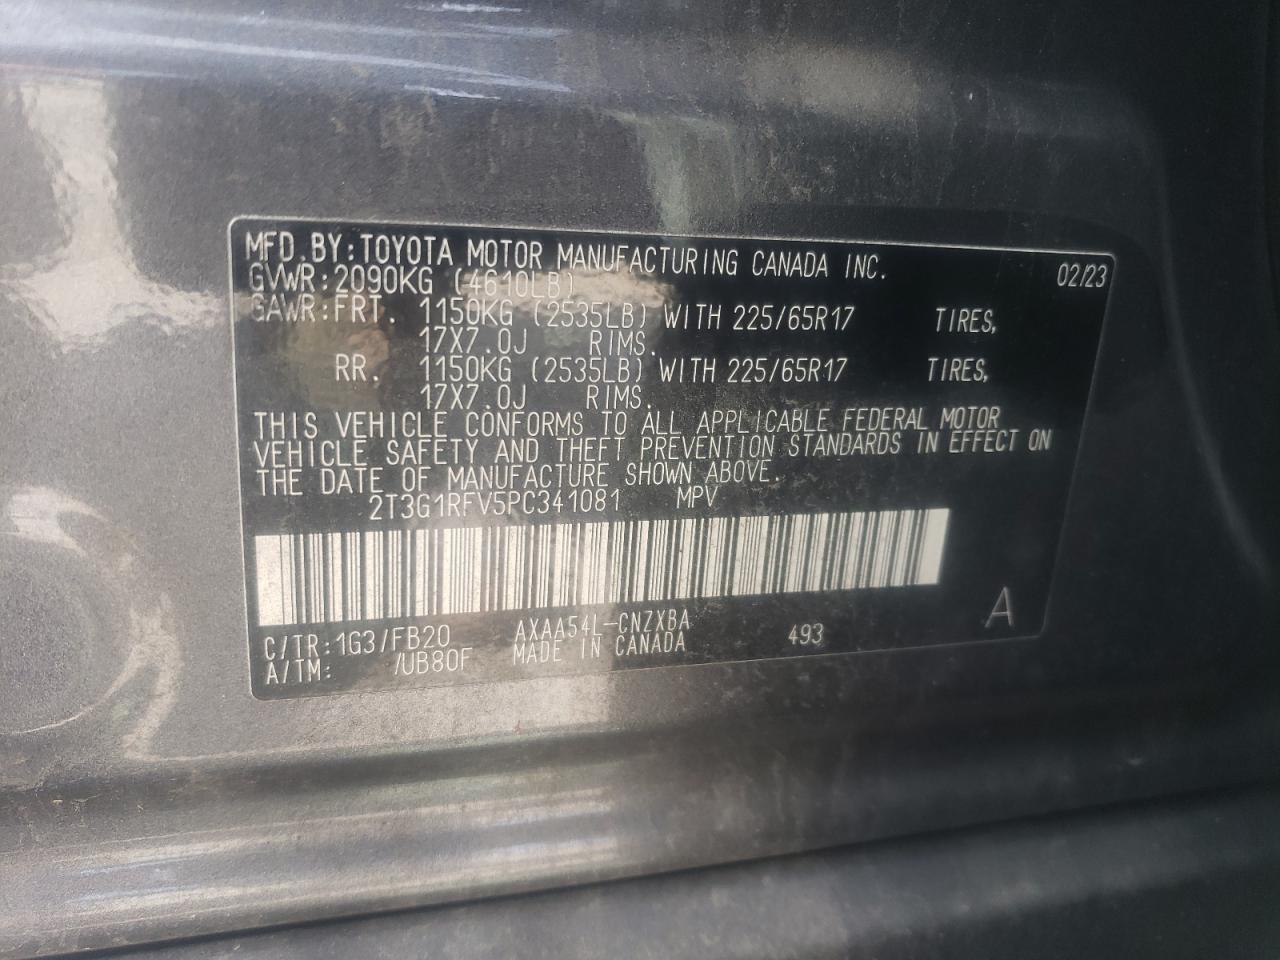 MFD.BY:TOYOTA MOTOR MANUFACTURING CANADA INC. 02/23
GVWR:2090KG (4610LB)
GAWR:FRT. 1150KG (2535LB) WITH 225/65R17 TIRES,
17X7.0J RIMS.
RR. 1150KG (2535LB) WITH 225/65R17 TIRES,
17X7.0J RIMS.
THIS VEHICLE CONFORMS TO ALL APPLICABLE FEDERAL MOTOR
VEHICLE SAFETY AND THEFT PREVENTION STANDARDS IN EFFECT ON
THE DATE OF MANUFACTURE SHOWN ABOVE.
2T3G1RFV5PC341081 MPV
C/TR:1G3/FB20 AXAA54L-CNZXBA 493 A
A/TM: /UB80F MADE IN CANADA